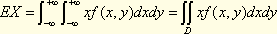 EX = ∫_{-∞}^{+∞} ∫_{-∞}^{+∞} xf(x, y)dxdy = ∬_D xf(x, y)dxdy